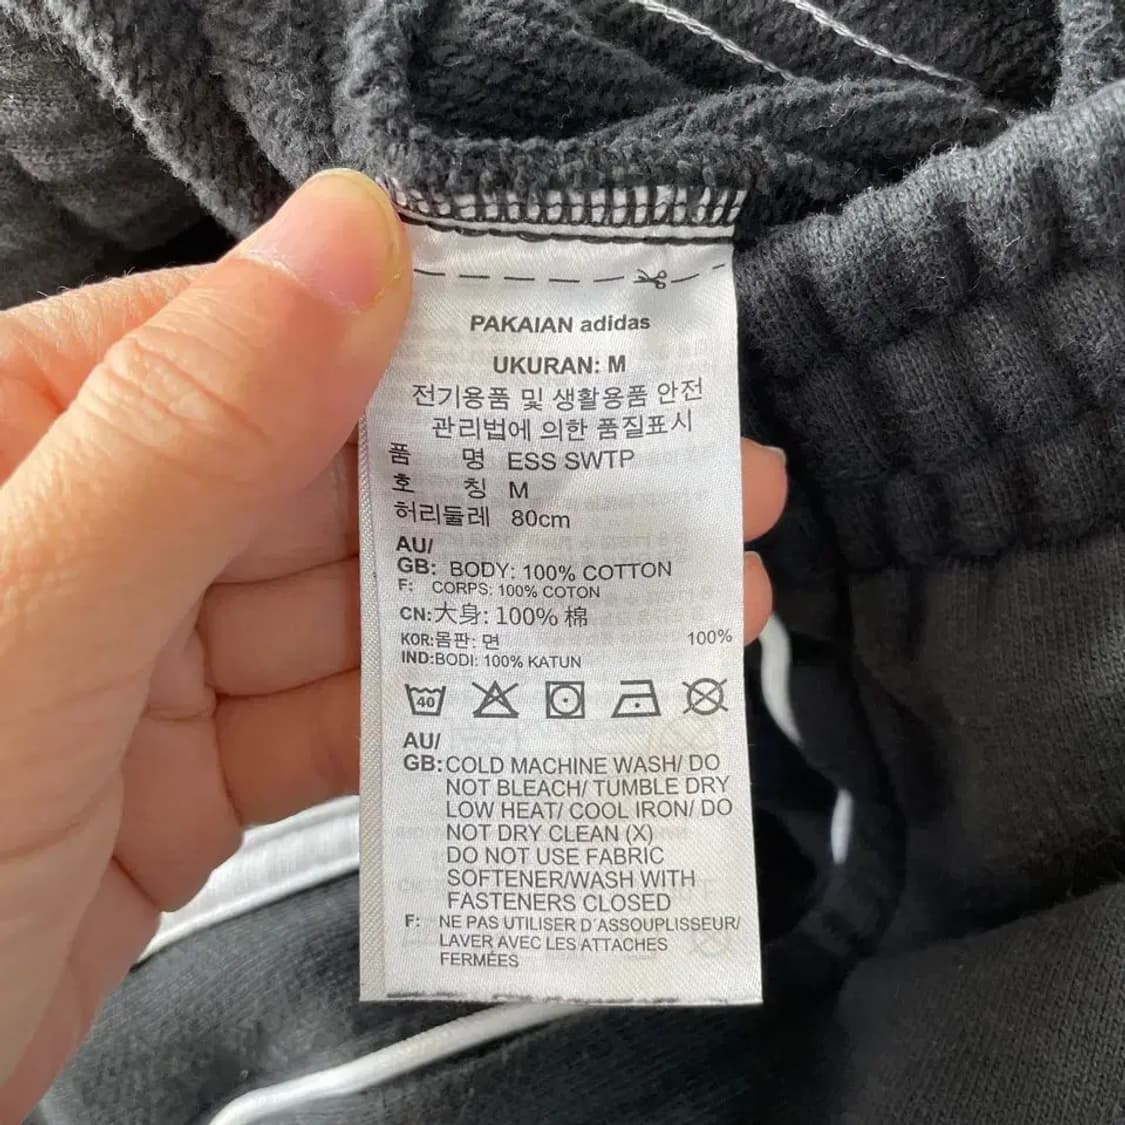 PAKAIAN adidas
UKURAN: M
전기용품 및 생활용품 안전
관리법에 의한 품질표시
품 명 ESS SWTP
호 칭 M
허리둘레 80cm
AU/
GB: BODY: 100% COTTON
F: CORPS: 100% COTON
CN:大身: 100% 棉
KOR:몸판: 면 100%
IND:BODI: 100% KATUN
40
AU/
GB:COLD MACHINE WASH/ DO
NOT BLEACH/ TUMBLE DRY
LOW HEAT/ COOL IRON/ DO
NOT DRY CLEAN (X)
DO NOT USE FABRIC
SOFTENER/WASH WITH
FASTENERS CLOSED
F: NE PAS UTILISER D´ASSOUPLISSEUR/
LAVER AVEC LES ATTACHES
FERMÉES